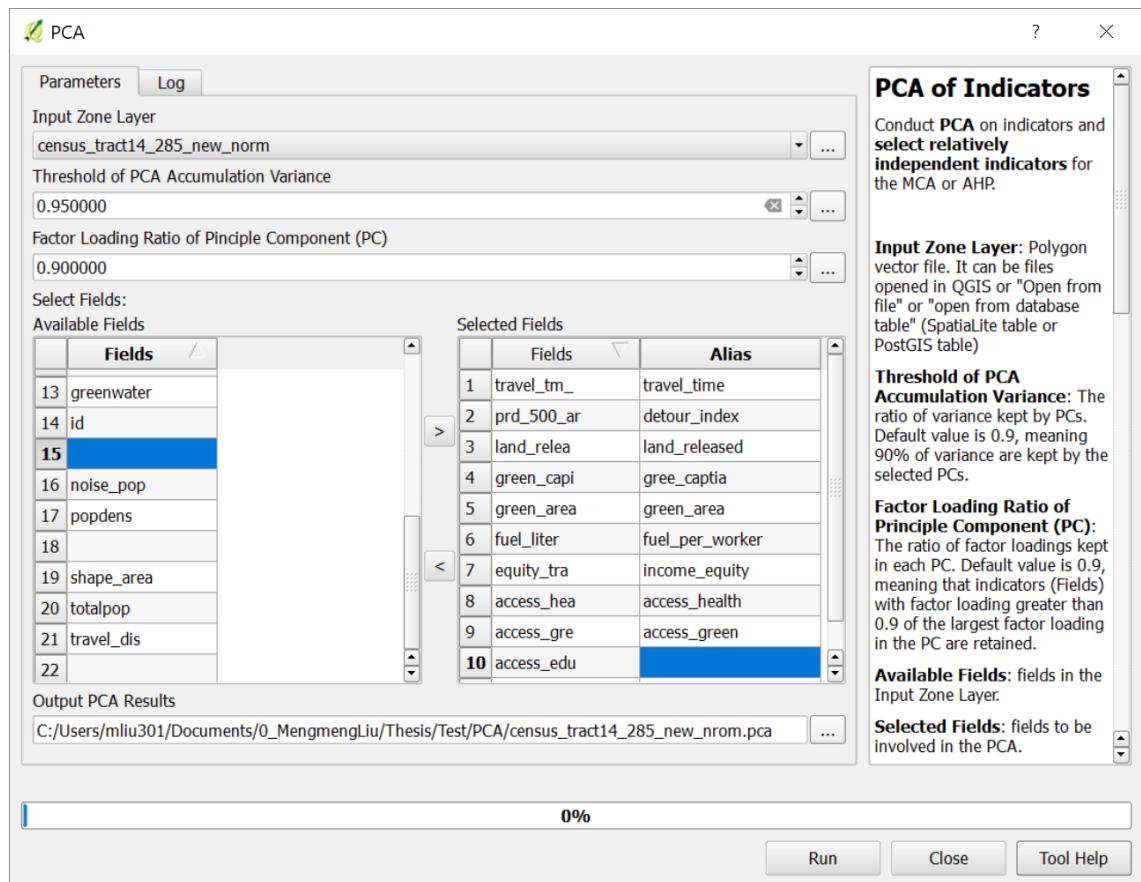 PCA
?
Parameters
Log
Input Zone Layer
census_tract14_285_new_norm
...
Threshold of PCA Accumulation Variance
0.950000
...
Factor Loading Ratio of Pinciple Component (PC)
0.900000
...
Select Fields:
Available Fields
Fields
13 greenwater
14 id
15
16 noise_pop
17 popdens
18
19 shape_area
20 totalpop
21 travel_dis
22
>
<
Selected Fields
Fields Alias
1 travel_tm_ travel_time
2 prd_500_ar detour_index
3 land_relea land_released
4 green_capi gree_captia
5 green_area green_area
6 fuel_liter fuel_per_worker
7 equity_tra income_equity
8 access_hea access_health
9 access_gre access_green
10 access_edu
Output PCA Results
C:/Users/mliu301/Documents/0_MengmengLiu/Thesis/Test/PCA/census_tract14_285_new_nrom.pca
...
PCA of Indicators
Conduct PCA on indicators and
select relatively
independent indicators for
the MCA or AHP.
Input Zone Layer: Polygon
vector file. It can be files
opened in QGIS or "Open from
file" or "open from database
table" (SpatiaLite table or
PostGIS table)
Threshold of PCA
Accumulation Variance: The
ratio of variance kept by PCs.
Default value is 0.9, meaning
90% of variance are kept by the
selected PCs.
Factor Loading Ratio of
Principle Component (PC):
The ratio of factor loadings kept
in each PC. Default value is 0.9,
meaning that indicators (Fields)
with factor loading greater than
0.9 of the largest factor loading
in the PC are retained.
Available Fields: fields in the
Input Zone Layer.
Selected Fields: fields to be
involved in the PCA.
0%
Run
Close
Tool Help